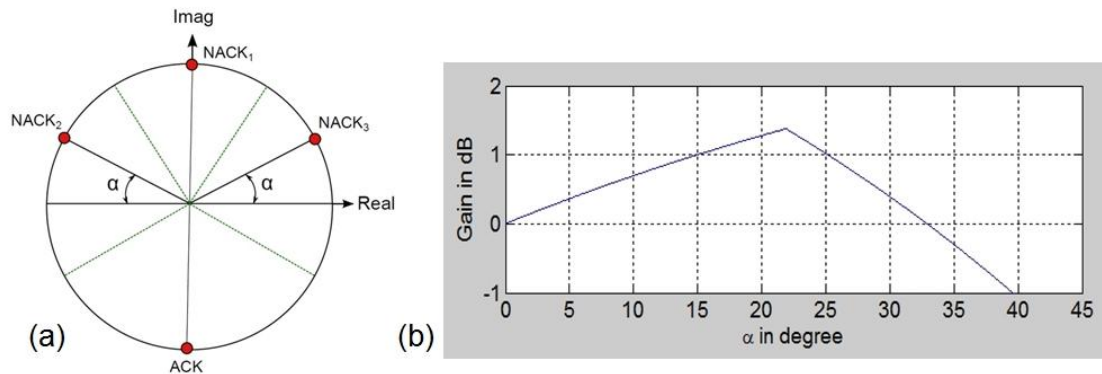 Imag
NACK₁
NACK₂
NACK₃
α
α
Real
ACK
(a)
(b)
Gain in dB
2
1
0
-1
0 5 10 15 20 25 30 35 40 45
α in degree